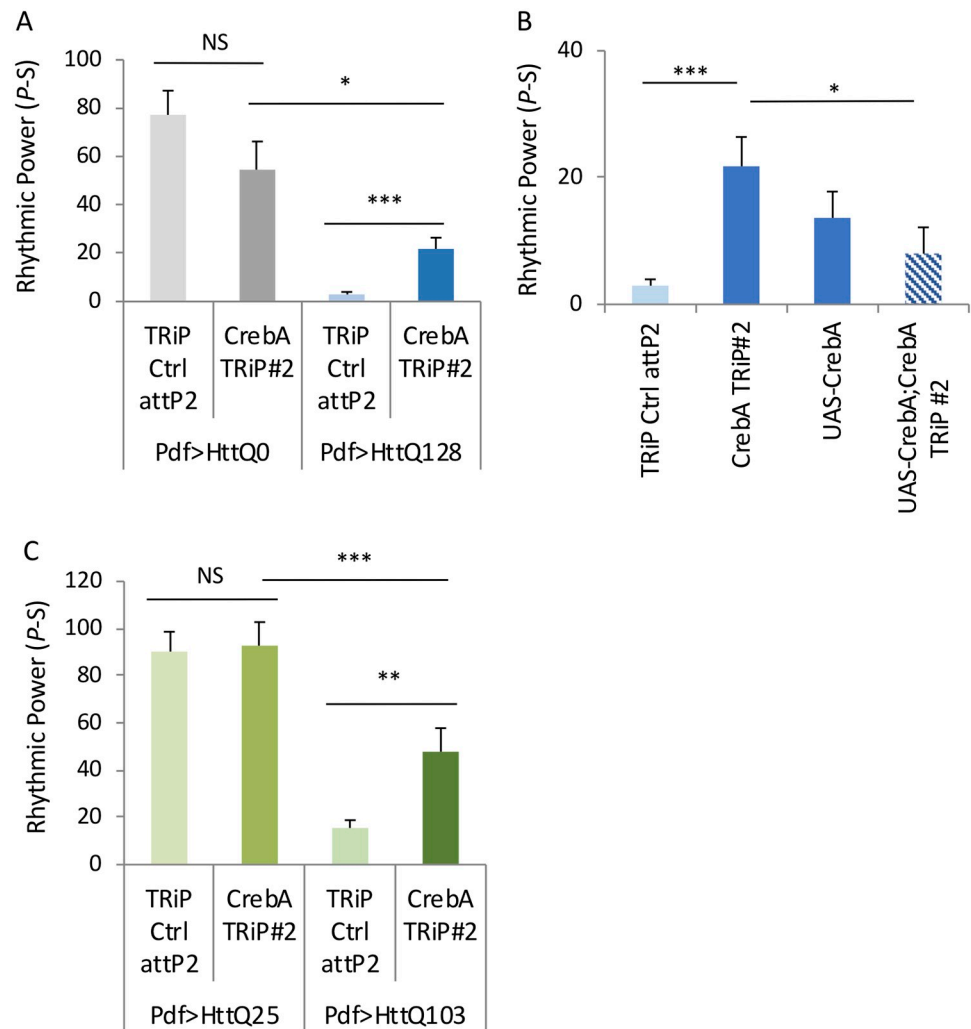 A
Rhythmic Power (P-S)
100
80
60
40
20
0
NS
*
***
TRiP
Ctrl
attP2
CrebA
TRiP#2
TRiP
Ctrl
attP2
CrebA
TRiP#2
Pdf>HttQ0
Pdf>HttQ128
B
Rhythmic Power (P-S)
40
20
0
***
*
TRiP Ctrl attP2
CrebA TRiP#2
UAS-CrebA
UAS-CrebA;CrebA
TRiP #2
C
Rhythmic Power (P-S)
120
100
80
60
40
20
0
NS
***
**
TRiP
Ctrl
attP2
CrebA
TRiP#2
TRiP
Ctrl
attP2
CrebA
TRiP#2
Pdf>HttQ25
Pdf>HttQ103